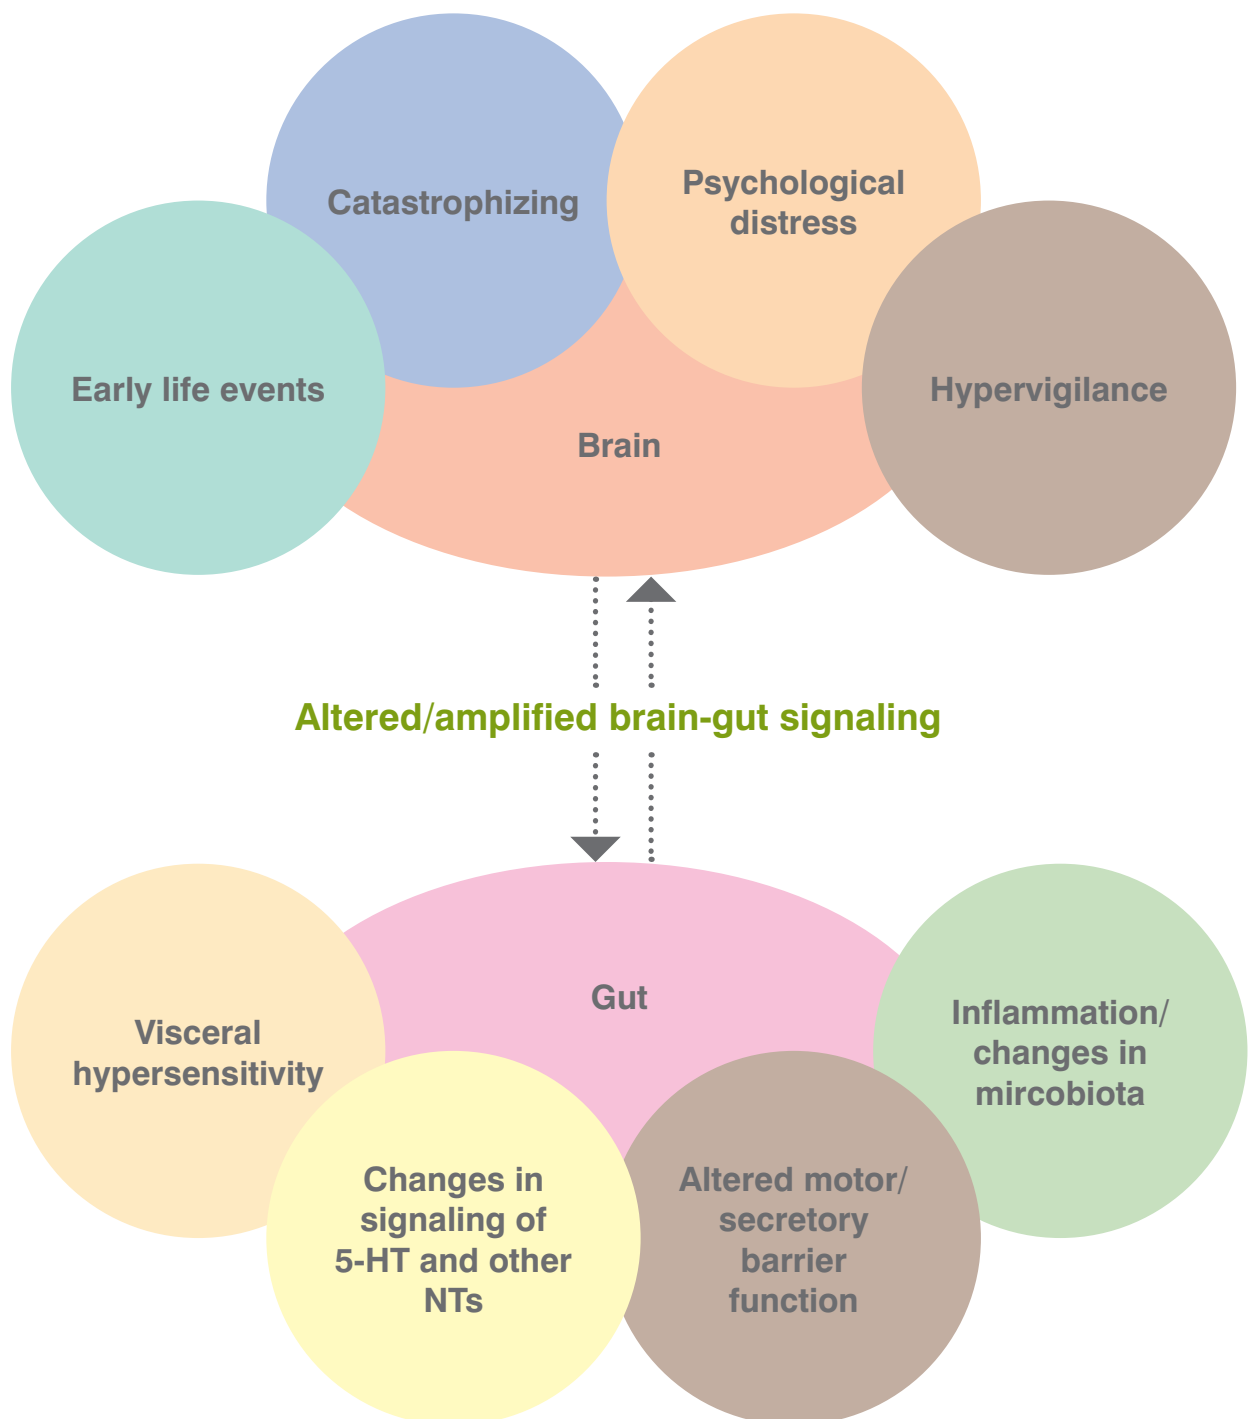 Catastrophizing
Psychological
distress
Early life events
Hypervigilance
Brain
Altered/amplified brain-gut signaling
Gut
Visceral
hypersensitivity
Inflammation/
changes in
mircobiota
Changes in
signaling of
5-HT and other
NTs
Altered motor/
secretory
barrier
function